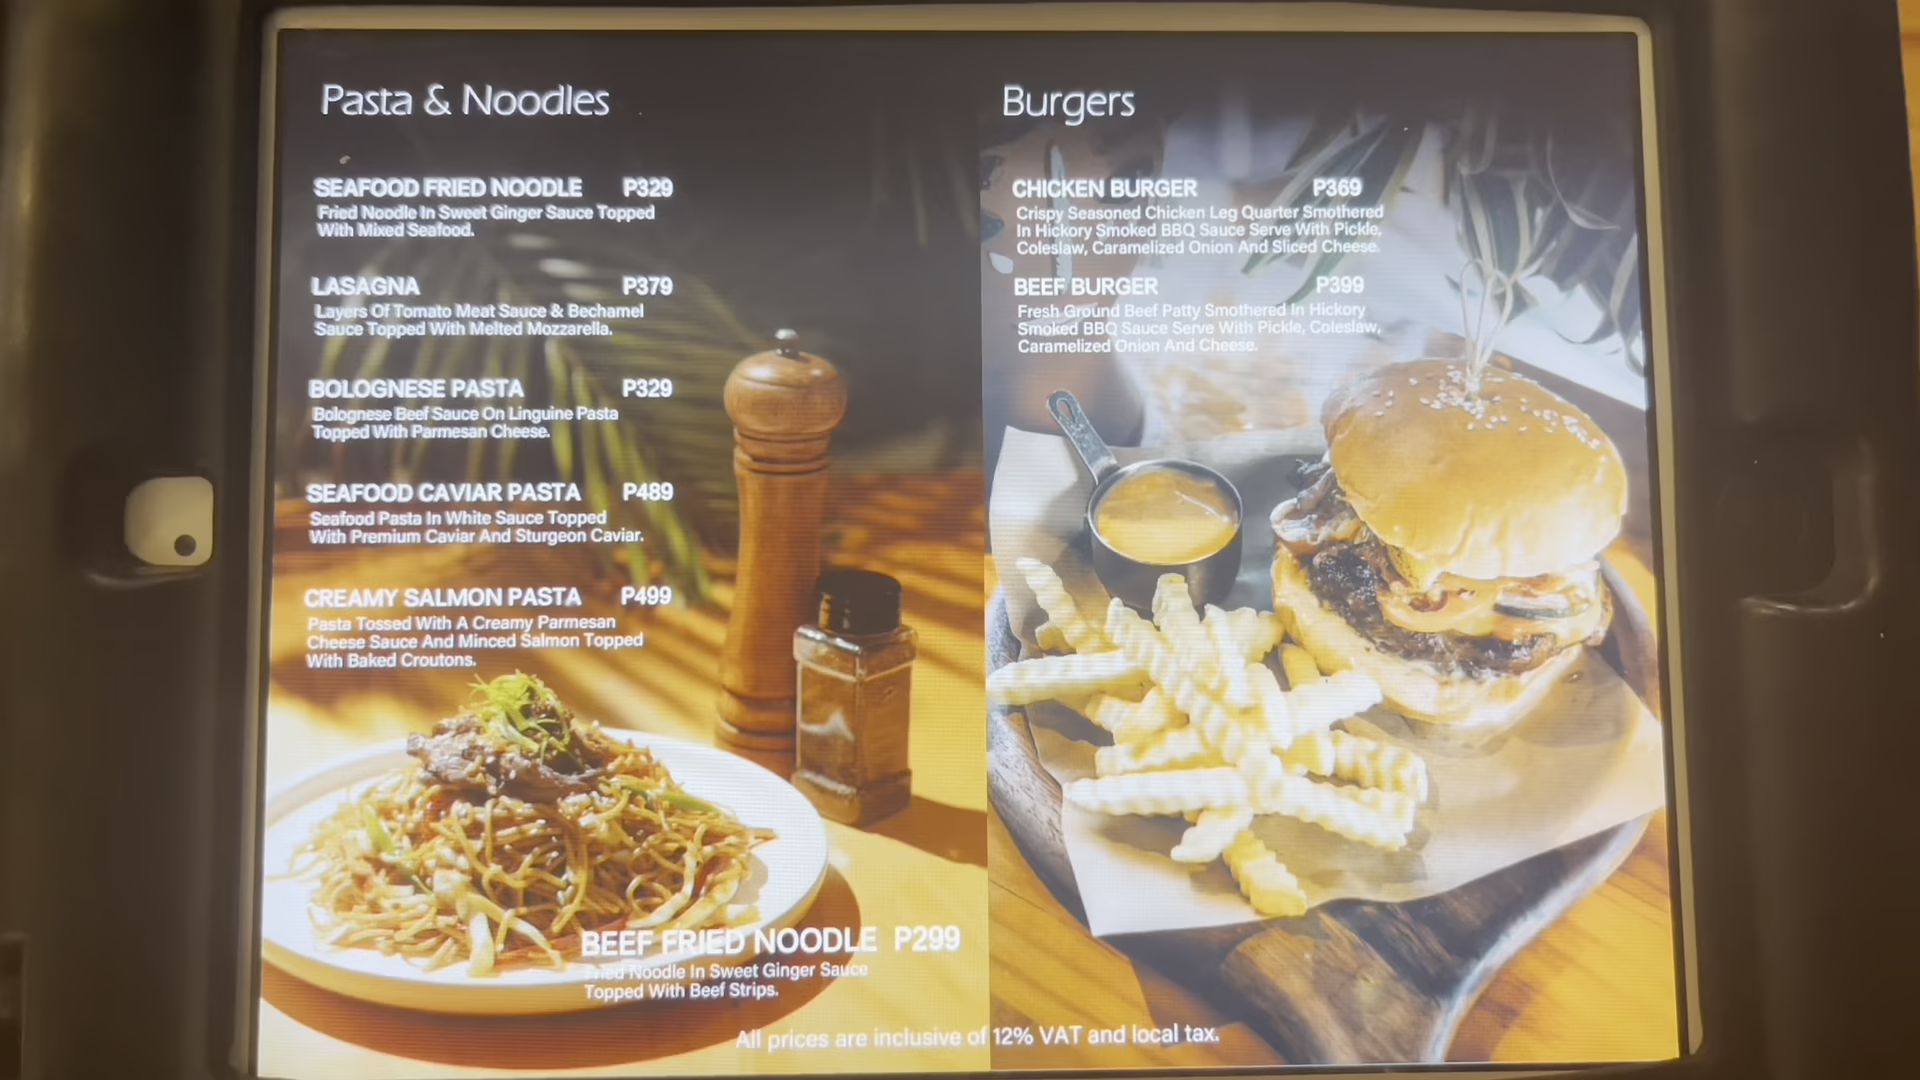 Pasta & Noodles
SEAFOOD FRIED NOODLE P329
Fried Noodle In Sweet Ginger Sauce Topped
With Mixed Seafood.
LASAGNA P379
Layers Of Tomato Meat Sauce & Bechamel
Sauce Topped With Melted Mozzarella.
BOLOGNESE PASTA P329
Bolognese Beef Sauce On Linguine Pasta
Topped With Parmesan Cheese.
SEAFOOD CAVIAR PASTA P489
Seafood Pasta In White Sauce Topped
With Premium Caviar And Sturgeon Caviar.
CREAMY SALMON PASTA P499
Pasta Tossed With A Creamy Parmesan
Cheese Sauce And Minced Salmon Topped
With Baked Croutons.
BEEF FRIED NOODLE P299
Fried Noodle In Sweet Ginger Sauce
Topped With Beef Strips.
Burgers
CHICKEN BURGER P369
Crispy Seasoned Chicken Leg Quarter Smothered
In Hickory Smoked BBQ Sauce Serve With Pickle,
Coleslaw, Caramelized Onion And Sliced Cheese.
BEEF BURGER P399
Fresh Ground Beef Patty Smothered In Hickory
Smoked BBQ Sauce Serve With Pickle, Coleslaw,
Caramelized Onion And Cheese.
All prices are inclusive of 12% VAT and local tax.